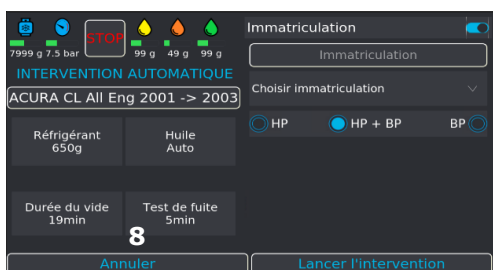 STOP
7999 g 7.5 bar 99 g 49 g 99 g
INTERVENTION AUTOMATIQUE
ACURA CL All Eng 2001 -> 2003
Réfrigérant
650g
Huile
Auto
Durée du vide
19min
Test de fuite
5min
8
Annuler
Immatriculation
Immatriculation
Choisir immatriculation
HP HP + BP BP
Lancer l'intervention